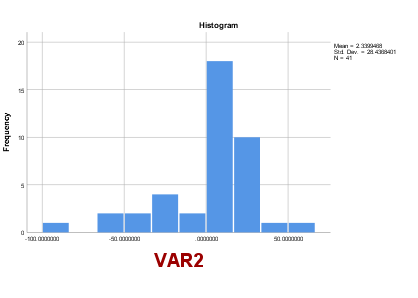 Histogram
Mean = 2.3399468
Std. Dev. = 28.4368401
N = 41
20
15
10
5
0
Frequency
-100.0000000 -50.0000000 .0000000 50.0000000
VAR2